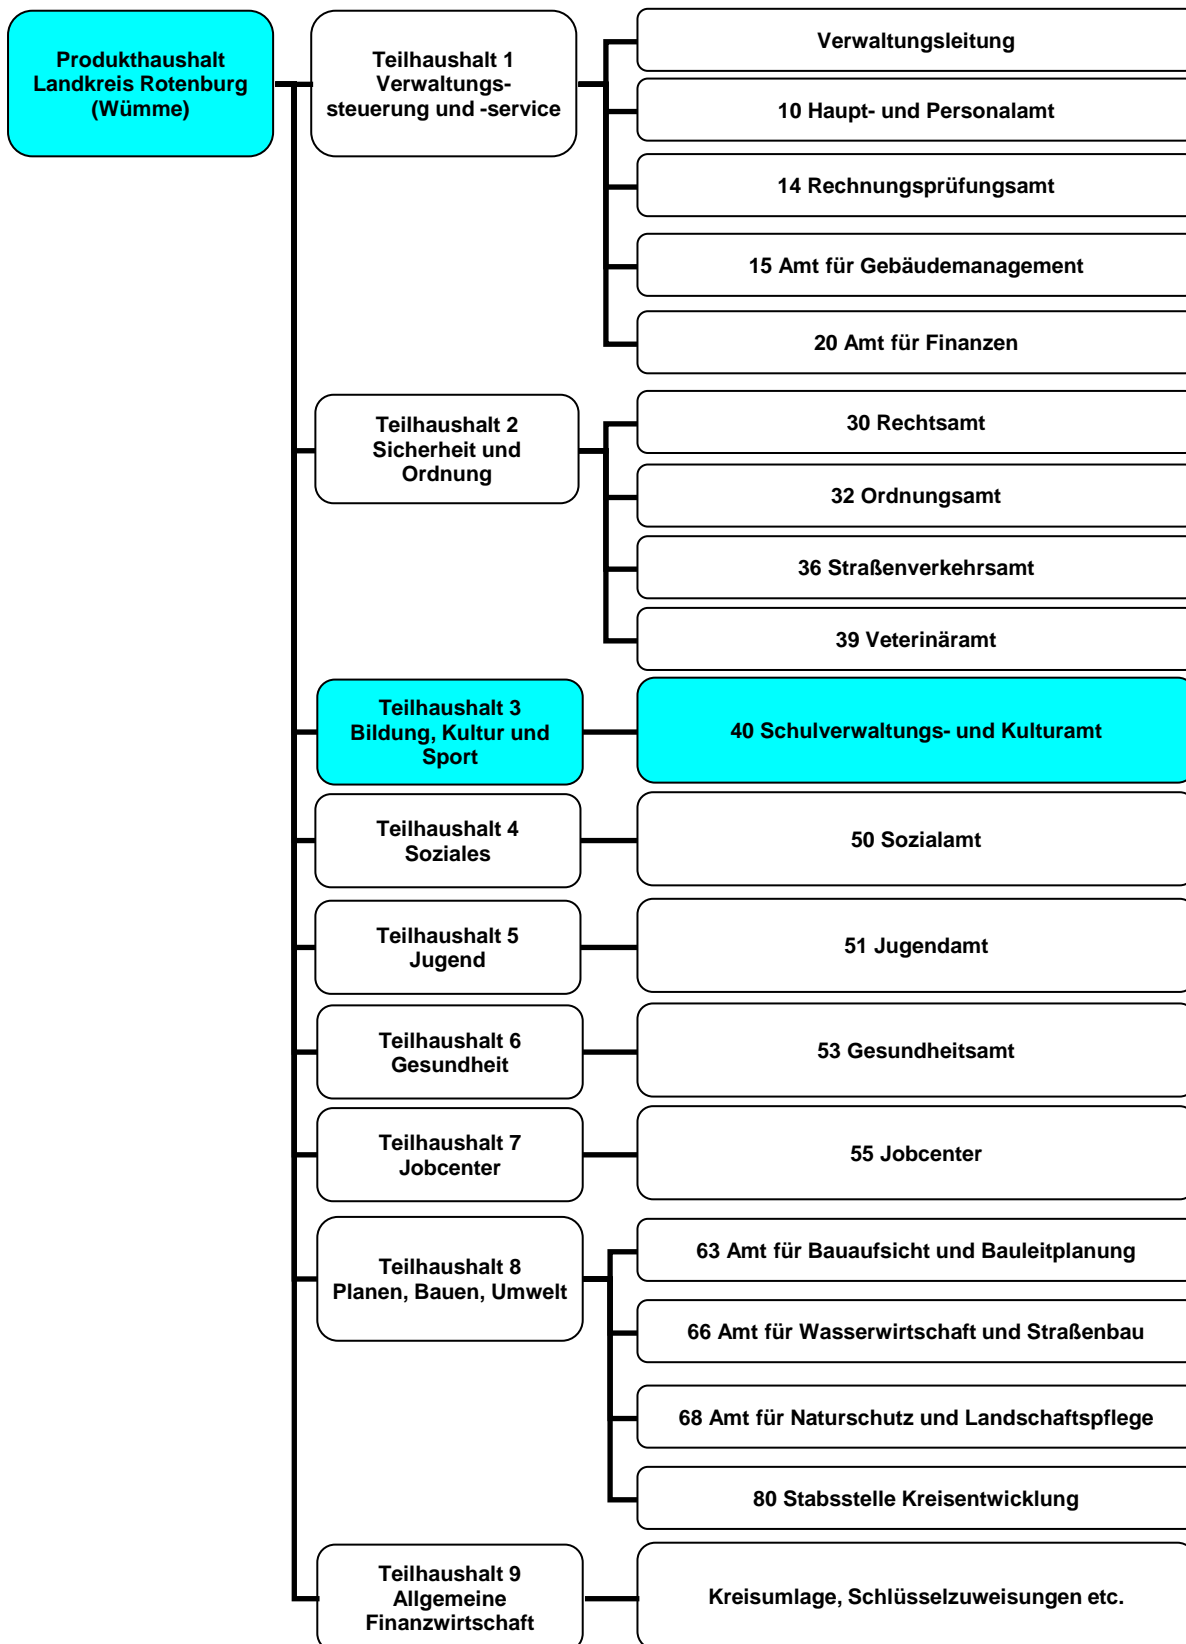 Produkthaushalt
Landkreis Rotenburg
(Wümme)
Teilhaushalt 1
Verwaltungs-
steuerung und -service
Verwaltungsleitung
10 Haupt- und Personalamt
14 Rechnungsprüfungsamt
15 Amt für Gebäudemanagement
20 Amt für Finanzen
Teilhaushalt 2
Sicherheit und
Ordnung
30 Rechtsamt
32 Ordnungsamt
36 Straßenverkehrsamt
39 Veterinäramt
Teilhaushalt 3
Bildung, Kultur und
Sport
40 Schulverwaltungs- und Kulturamt
Teilhaushalt 4
Soziales
50 Sozialamt
Teilhaushalt 5
Jugend
51 Jugendamt
Teilhaushalt 6
Gesundheit
53 Gesundheitsamt
Teilhaushalt 7
Jobcenter
55 Jobcenter
Teilhaushalt 8
Planen, Bauen, Umwelt
63 Amt für Bauaufsicht und Bauleitplanung
66 Amt für Wasserwirtschaft und Straßenbau
68 Amt für Naturschutz und Landschaftspflege
80 Stabsstelle Kreisentwicklung
Teilhaushalt 9
Allgemeine
Finanzwirtschaft
Kreisumlage, Schlüsselzuweisungen etc.